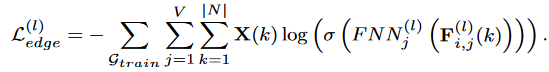 $$\mathcal{L}_{edge}^{(l)} = - \sum_{\mathcal{G}_{train}} \sum_{j=1}^{V} \sum_{k=1}^{|N|} \mathbf{X}(k) \log \left( \sigma \left( FNN_j^{(l)} \left( \mathbf{F}_{i,j}^{(l)}(k) \right) \right) \right).$$